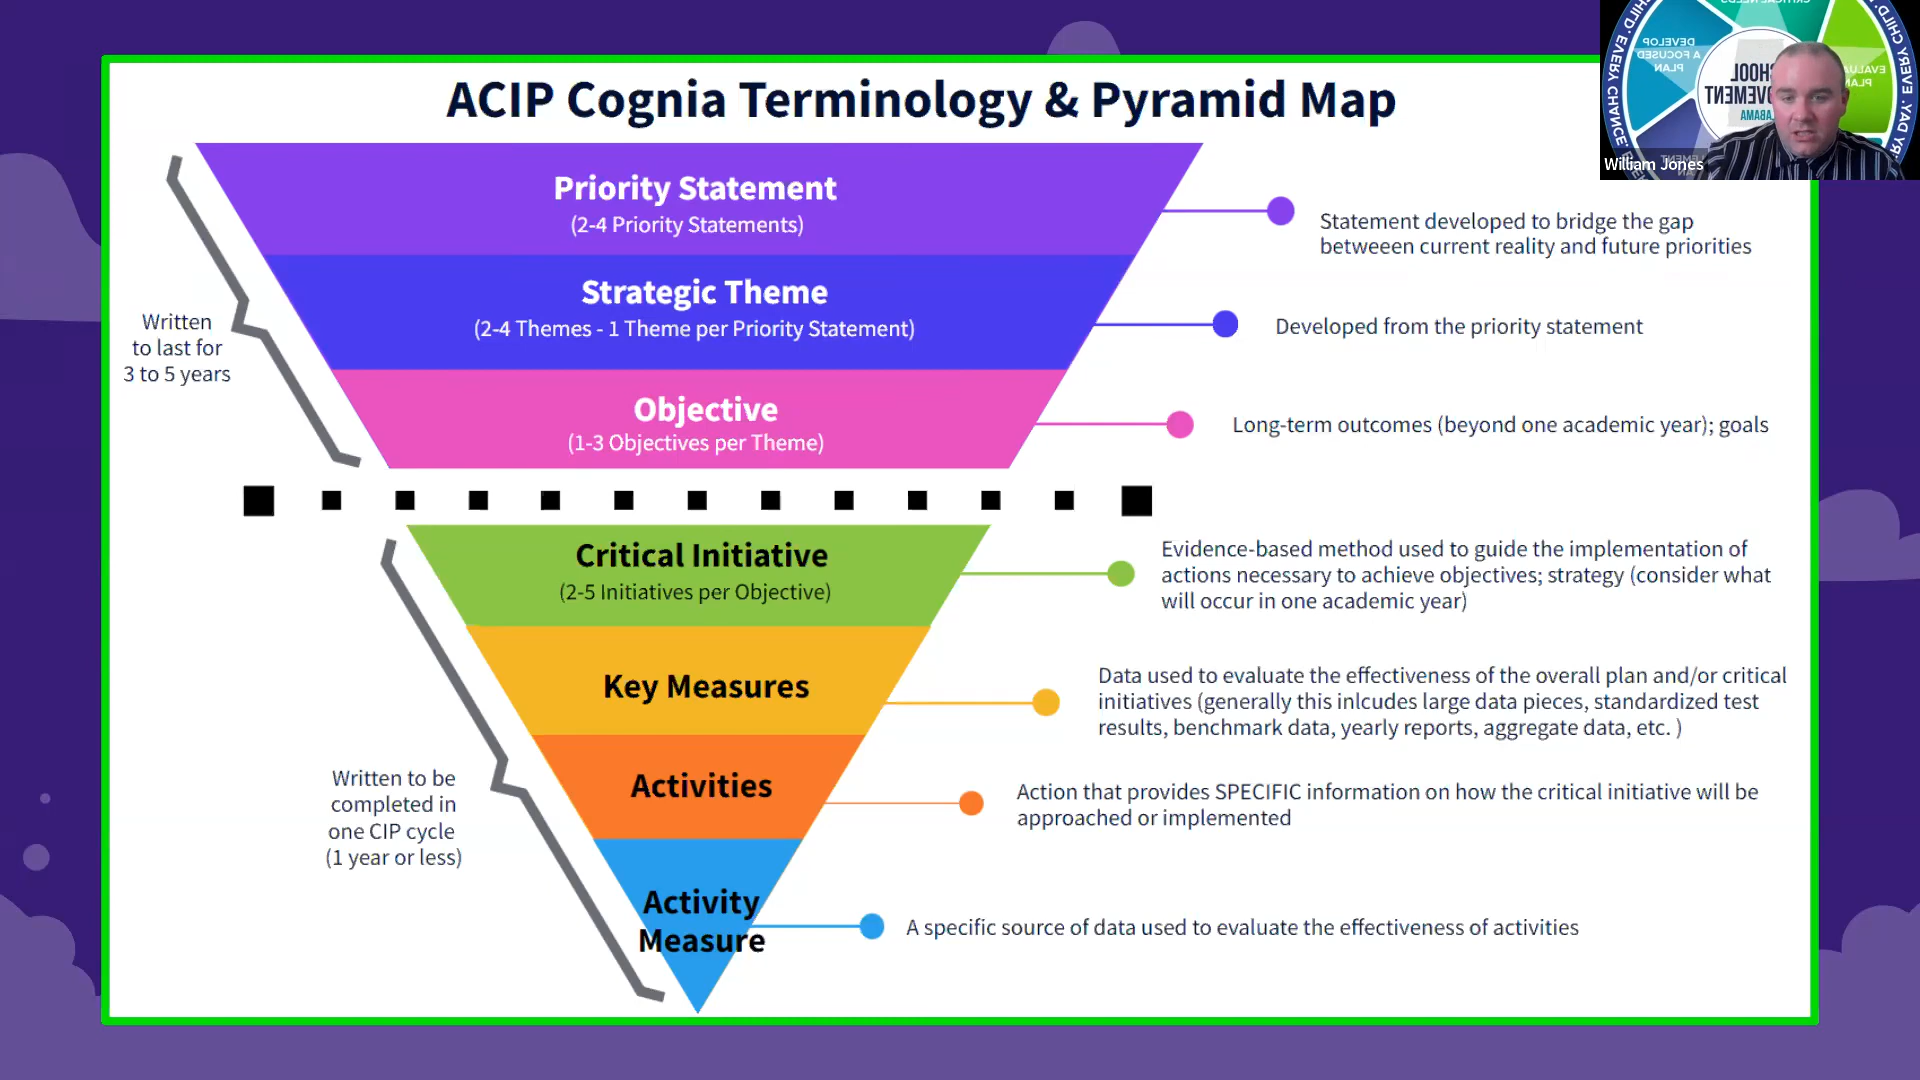 ACIP Cognia Terminology & Pyramid Map
Priority Statement
(2-4 Priority Statements)
Statement developed to bridge the gap
betweeen current reality and future priorities
Strategic Theme
(2-4 Themes - 1 Theme per Priority Statement)
Developed from the priority statement
Objective
(1-3 Objectives per Theme)
Long-term outcomes (beyond one academic year); goals
Written
to last for
3 to 5 years
Critical Initiative
(2-5 Initiatives per Objective)
Evidence-based method used to guide the implementation of
actions necessary to achieve objectives; strategy (consider what
will occur in one academic year)
Key Measures
Data used to evaluate the effectiveness of the overall plan and/or critical
initiatives (generally this inlcudes large data pieces, standardized test
results, benchmark data, yearly reports, aggregate data, etc. )
Activities
Action that provides SPECIFIC information on how the critical initiative will be
approached or implemented
Activity
Measure
A specific source of data used to evaluate the effectiveness of activities
Written to be
completed in
one CIP cycle
(1 year or less)
DEVELOP
A FOCUSED
PLAN
EVERY CHILD.
EVERY DAY.
CHANCE.
William Jones